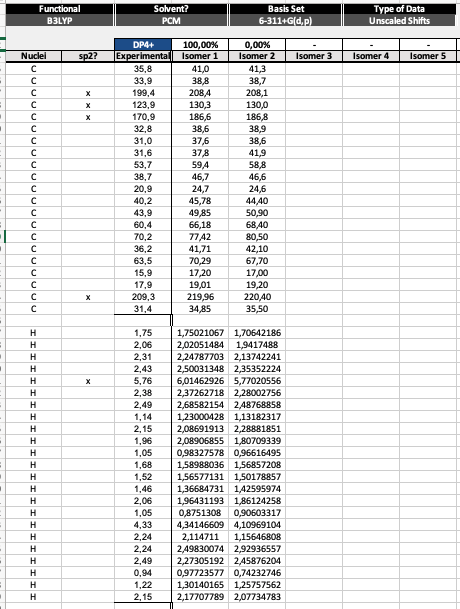 Functional Solvent? Basis Set Type of Data
B3LYP PCM 6-311+G(d,p) Unscaled Shifts
DP4+ 100,00% 0,00% - - -
Nuclei sp2? Experimental Isomer 1 Isomer 2 Isomer 3 Isomer 4 Isomer 5
C 35,8 41,0 41,3
C 33,9 38,8 38,7
C x 199,4 208,4 208,1
C x 123,9 130,3 130,0
C x 170,9 186,6 186,8
C 32,8 38,6 38,9
C 31,0 37,6 38,6
C 31,6 37,8 41,9
C 53,7 59,4 58,8
C 38,7 46,7 46,6
C 20,9 24,7 24,6
C 40,2 45,78 44,40
C 43,9 49,85 50,90
C 60,4 66,18 68,40
C 70,2 77,42 80,50
C 36,2 41,71 42,10
C 63,5 70,29 67,70
C 15,9 17,20 17,00
C 17,9 19,01 19,20
C x 209,3 219,96 220,40
C 31,4 34,85 35,50
H 1,75 1,75021067 1,70642186
H 2,06 2,02051484 1,9417488
H 2,31 2,24787703 2,13742241
H 2,43 2,50031348 2,35352224
H x 5,76 6,01462926 5,77020556
H 2,38 2,37262718 2,28002756
H 2,49 2,68582154 2,48768858
H 1,14 1,23000428 1,13182317
H 2,15 2,08691913 2,28881851
H 1,96 2,08906855 1,80709339
H 1,05 0,98327578 0,96616495
H 1,68 1,58988036 1,56857208
H 1,52 1,56577131 1,50178857
H 1,46 1,36684731 1,42595974
H 2,06 1,96431193 1,86124258
H 1,05 0,8751308 0,90603317
H 4,33 4,34146609 4,10969104
H 2,24 2,114711 1,15646808
H 2,24 2,49830074 2,92936557
H 2,49 2,27305192 2,45876204
H 0,94 0,97723577 0,74232746
H 1,22 1,30140165 1,25757562
H 2,15 2,17707789 2,07734783